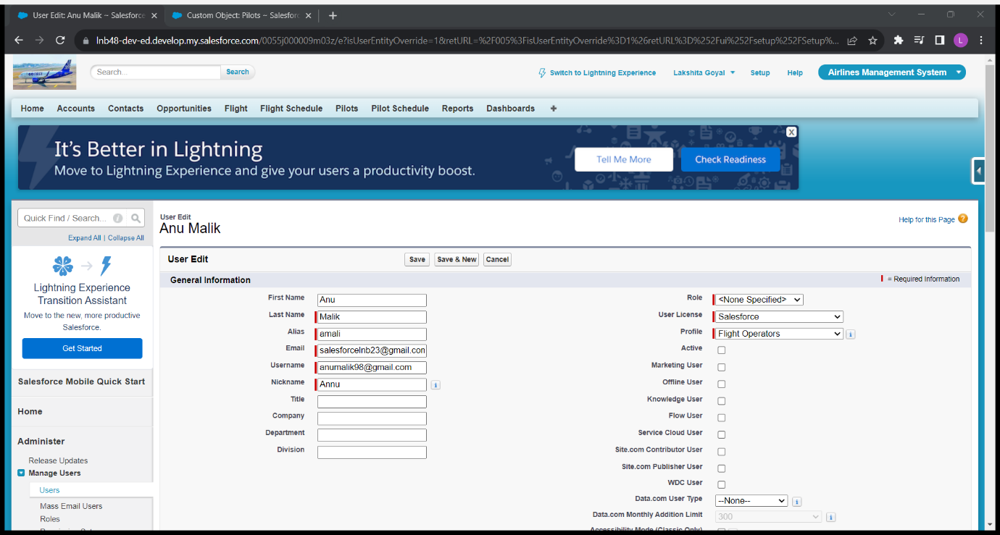 User Edit: Anu Malik ~ Salesforce
Custom Object: Pilots ~ Salesforc
lnb48-dev-ed.develop.my.salesforce.com/0055j000009m03z/e?isUserEntityOverride=1&retURL=%2F005%3FisUserEntityOverride%3D1%26retURL%3D%252Fui%252Fsetup%252FSetup%...
L
Search...
Search
Switch to Lightning Experience
Lakshita Goyal
Setup
Help
Airlines Management System
Home Accounts Contacts Opportunities Flight Flight Schedule Pilots Pilot Schedule Reports Dashboards +
It's Better in Lightning
Move to Lightning Experience and give your users a productivity boost.
Tell Me More
Check Readiness
X
Quick Find / Search...
Expand All | Collapse All
Lightning Experience
Transition Assistant
Move to the new, more productive
Salesforce.
Get Started
Salesforce Mobile Quick Start
Home
Administer
Release Updates
Manage Users
Users
Mass Email Users
Roles
User Edit
Anu Malik
Help for this Page ?
User Edit
Save
Save & New
Cancel
General Information
= Required Information
First Name Anu
Last Name Malik
Alias amali
Email salesforcelnb23@gmail.con
Username anumalik98@gmail.com
Nickname Annu
Title
Company
Department
Division
Role <None Specified>
User License Salesforce
Profile Flight Operators
Active
Marketing User
Offline User
Knowledge User
Flow User
Service Cloud User
Site.com Contributor User
Site.com Publisher User
WDC User
Data.com User Type --None--
Data.com Monthly Addition Limit 300
Accessibility Mode (Classic Only)